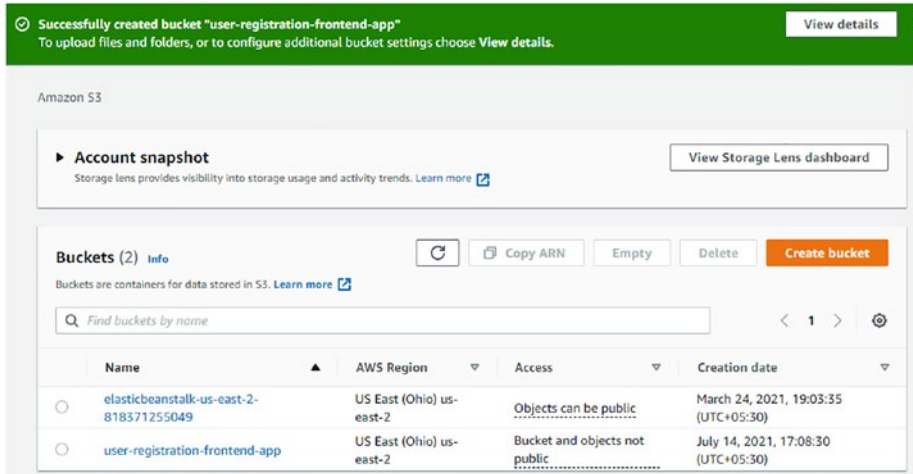 Successfully created bucket "user-registration-frontend-app"
View details
To upload files and folders, or to configure additional bucket settings choose View details.
Amazon S3
Account snapshot
View Storage Lens dashboard
Storage lens provides visibility into storage usage and activity trends. Learn more
Buckets (2) Info
Copy ARN
Empty
Delete
Create bucket
Buckets are containers for data stored in S3. Learn more
Find buckets by name
1
Name
AWS Region
Access
Creation date
elasticbeanstalk-us-east-2-
818371255049
US East (Ohio) us-
east-2
Objects can be public
March 24, 2021, 19:03:35
(UTC+05:30)
user-registration-frontend-app
US East (Ohio) us-
east-2
Bucket and objects not
public
July 14, 2021, 17:08:30
(UTC+05:30)